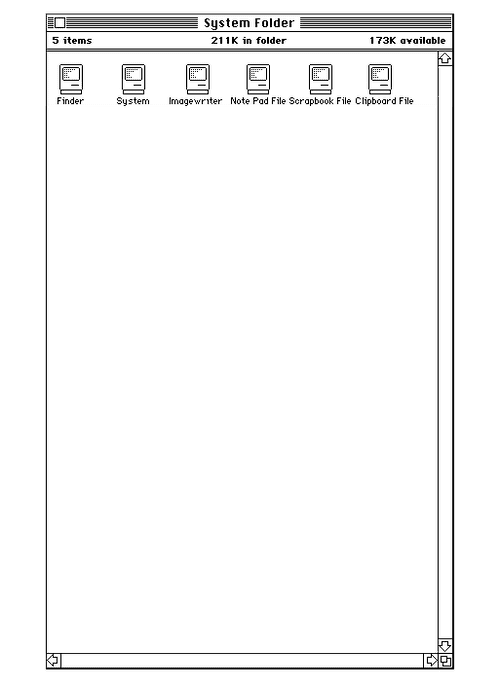 System Folder
5 items 211K in folder 173K available
Finder System Imagewriter Note Pad File Scrapbook File Clipboard File